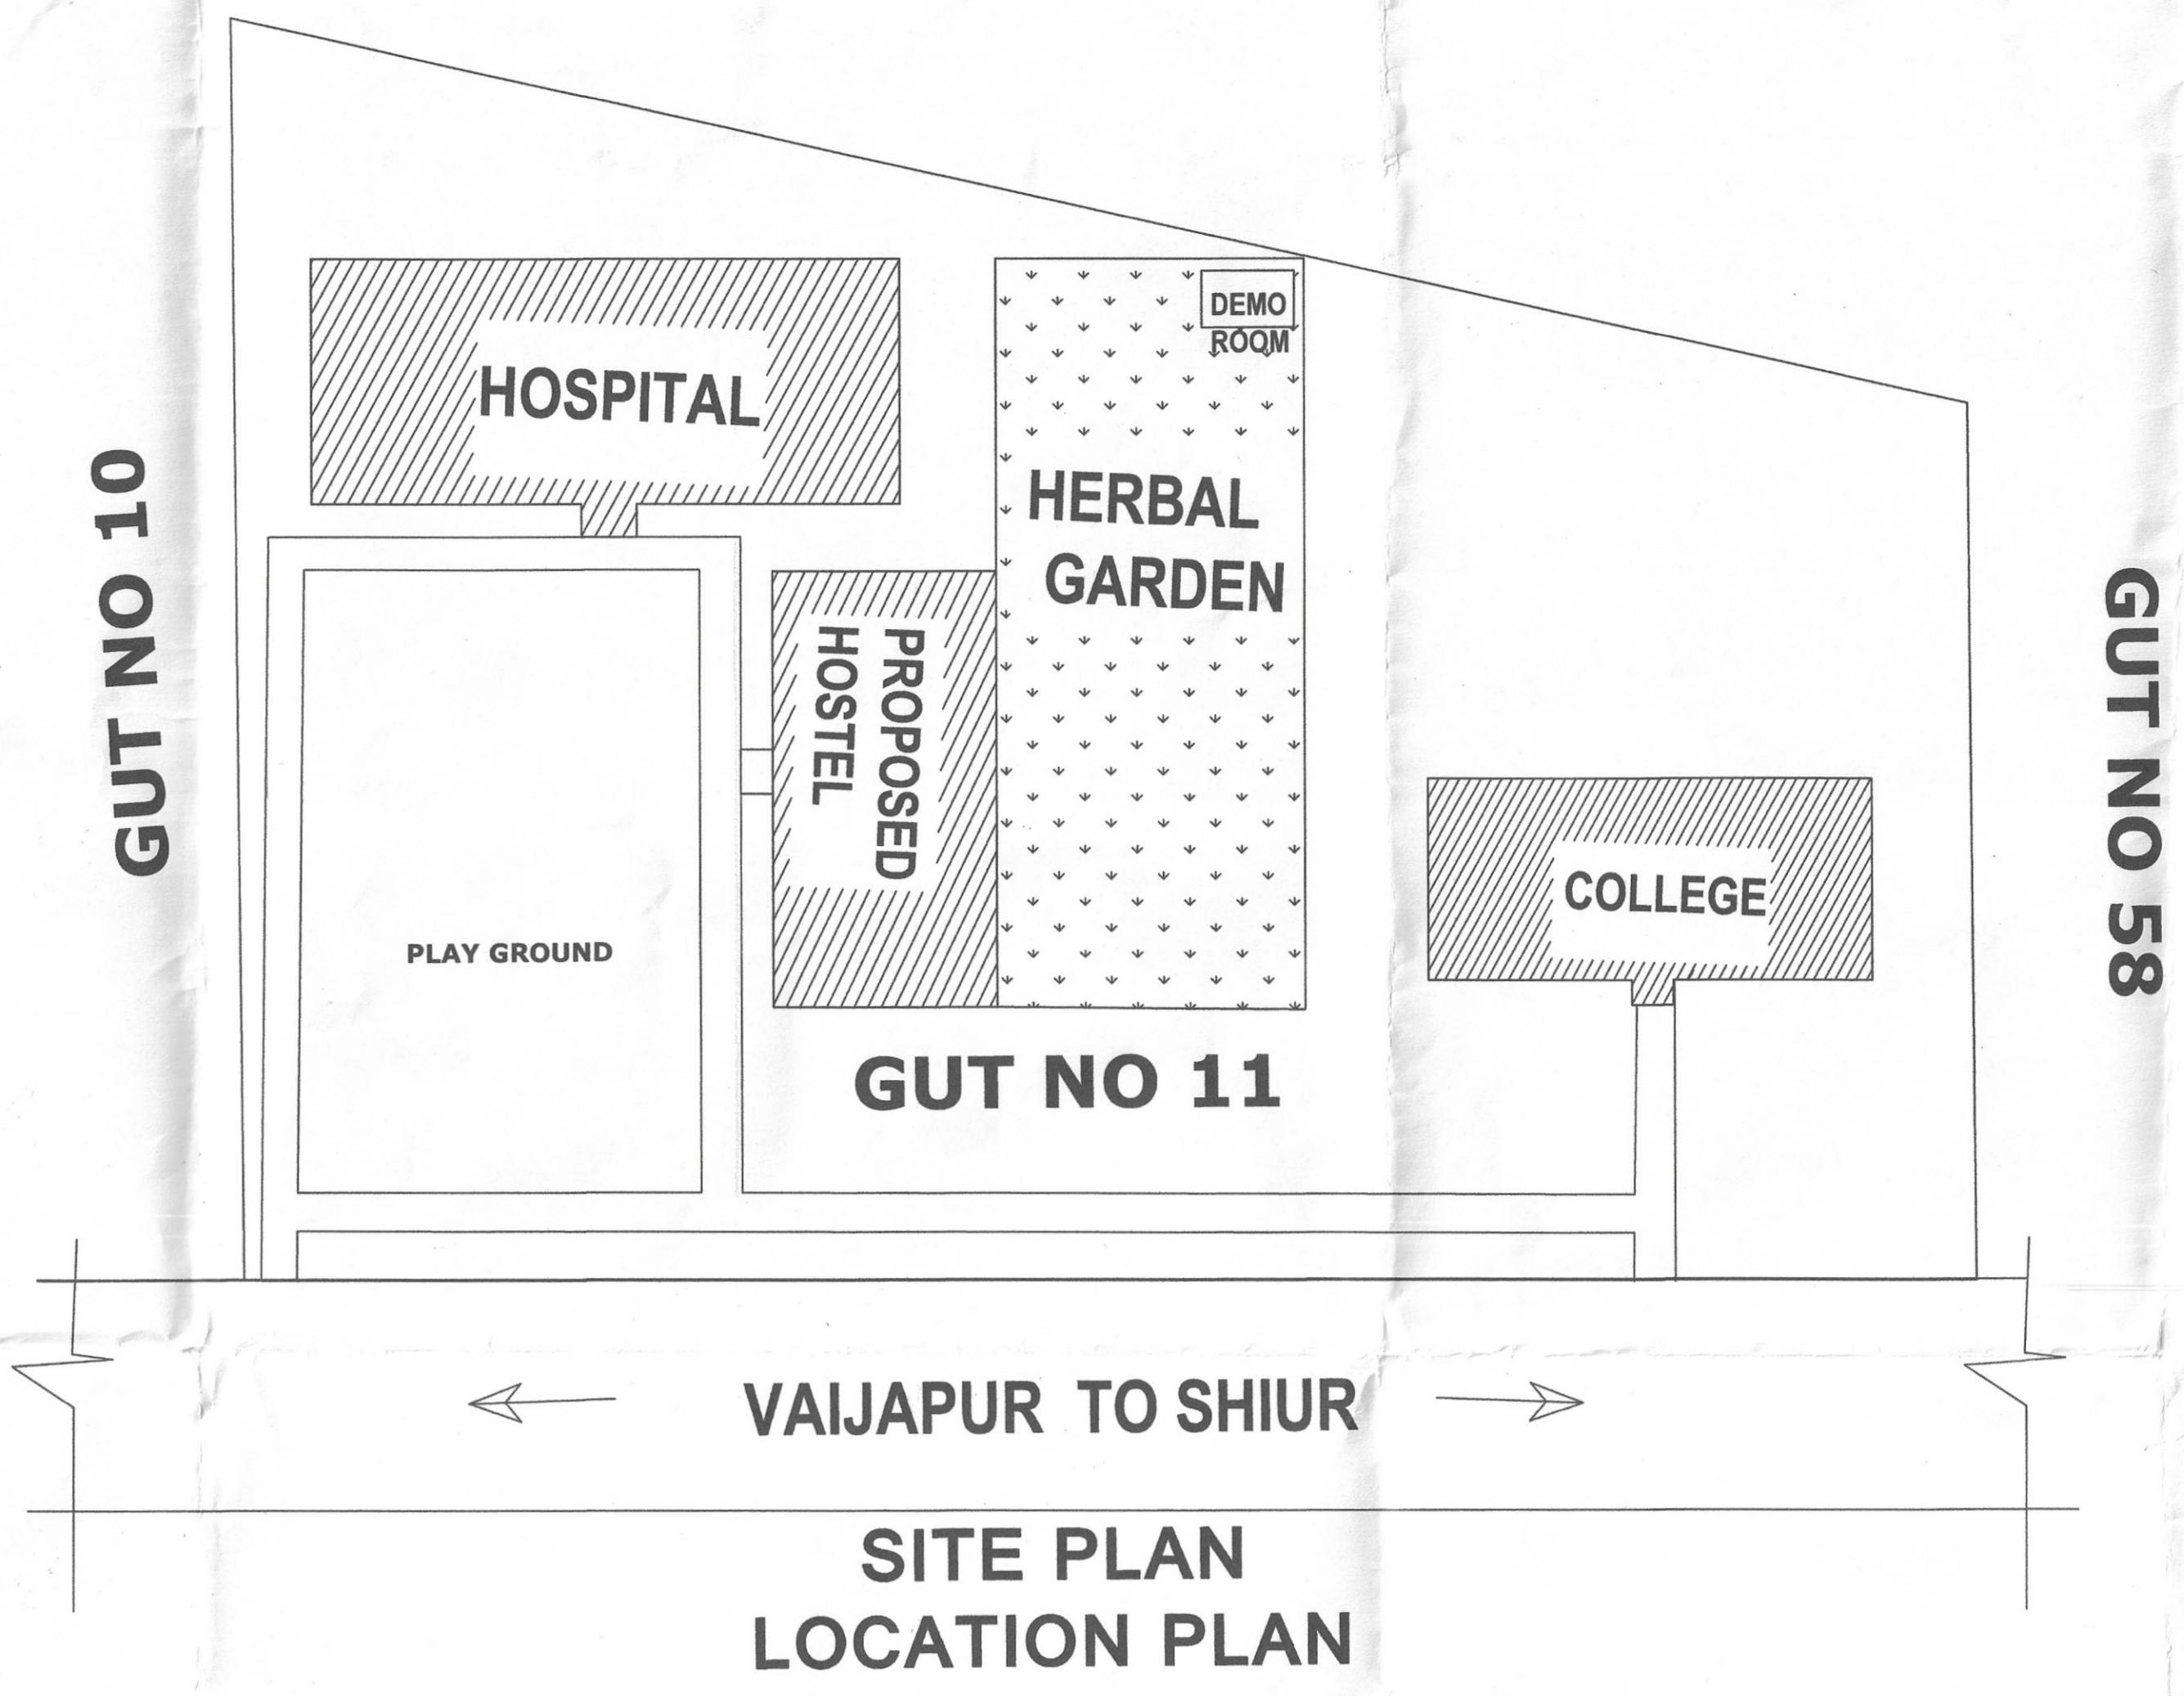 HOSPITAL
DEMO
ROOM
HERBAL
GARDEN
GUT NO 10
PROPOSED
HOSTEL
GUT NO 58
COLLEGE
PLAY GROUND
GUT NO 11
VAIJAPUR TO SHIUR
SITE PLAN
LOCATION PLAN